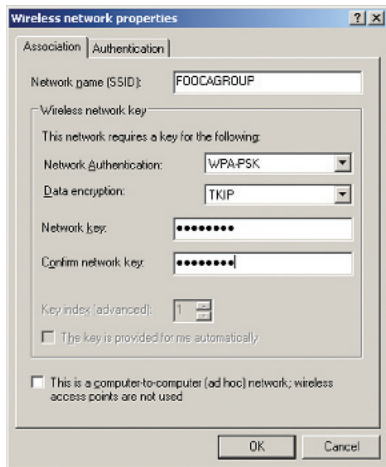 Wireless network properties
Association Authentication
Network name (SSID): FOOCAGROUP
Wireless network key
This network requires a key for the following:
Network Authentication: WPA-PSK
Data encryption: TKIP
Network key: ●●●●●●●●
Confirm network key: ●●●●●●●●
Key index (advanced): 1
The key is provided for me automatically
This is a computer-to-computer (ad hoc) network; wireless
access points are not used
OK Cancel